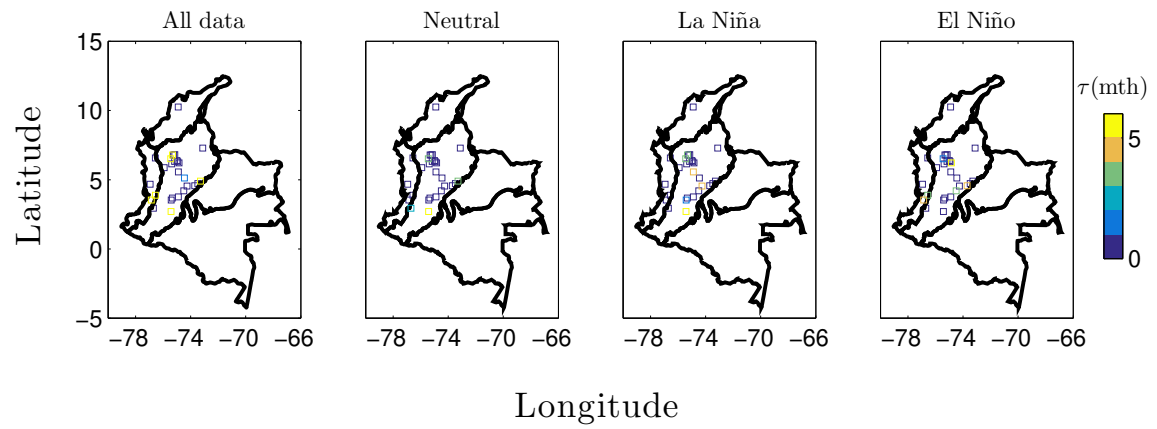 All data Neutral La Niña El Niño
Latitude
15
10
5
0
−5
−78 −74 −70 −66 −78 −74 −70 −66 −78 −74 −70 −66 −78 −74 −70 −66
Longitude
τ(mth)
5
0